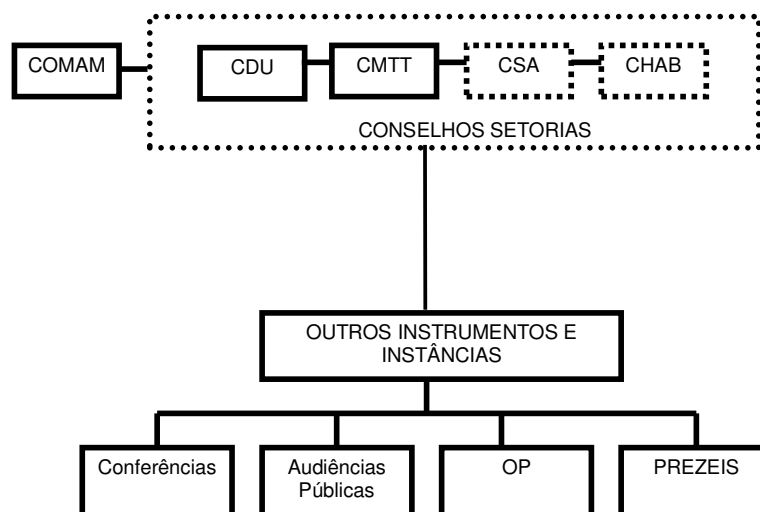 COMAM
CDU
CMTT
CSA
CHAB
CONSELHOS SETORIAS
OUTROS INSTRUMENTOS E
INSTÂNCIAS
Conferências
Audiências
Públicas
OP
PREZEIS